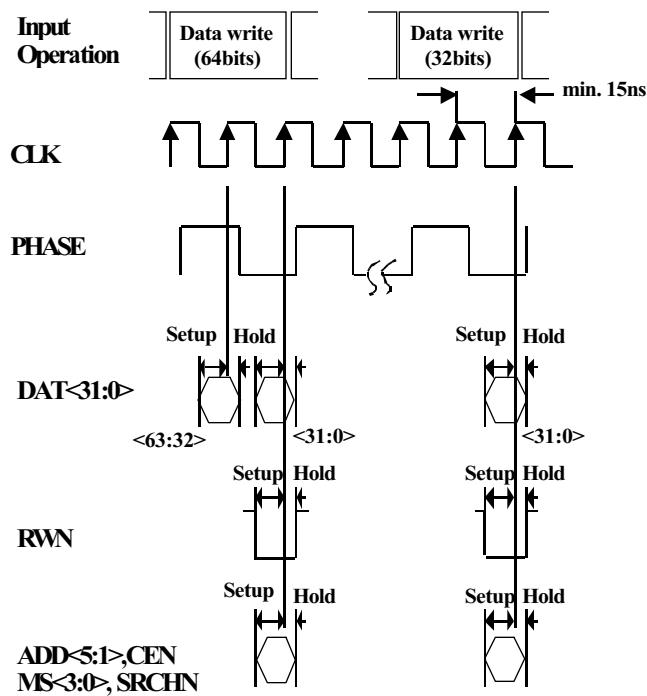 Input
Operation
Data write
(64bits)
Data write
(32bits)
min. 15ns
CLK
PHASE
Setup Hold
Setup Hold
DAT<31:0>
<63:32>
<31:0>
<31:0>
Setup Hold
Setup Hold
RWN
Setup Hold
Setup Hold
ADD<5:1>,CEN
MS<3:0>, SRCHN